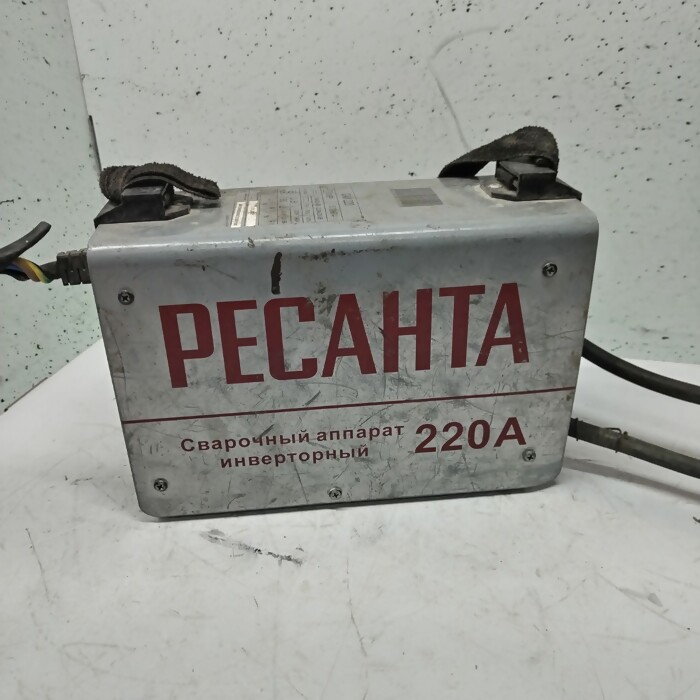 РЕСАНТА
Сварочный аппарат 220А
инверторный